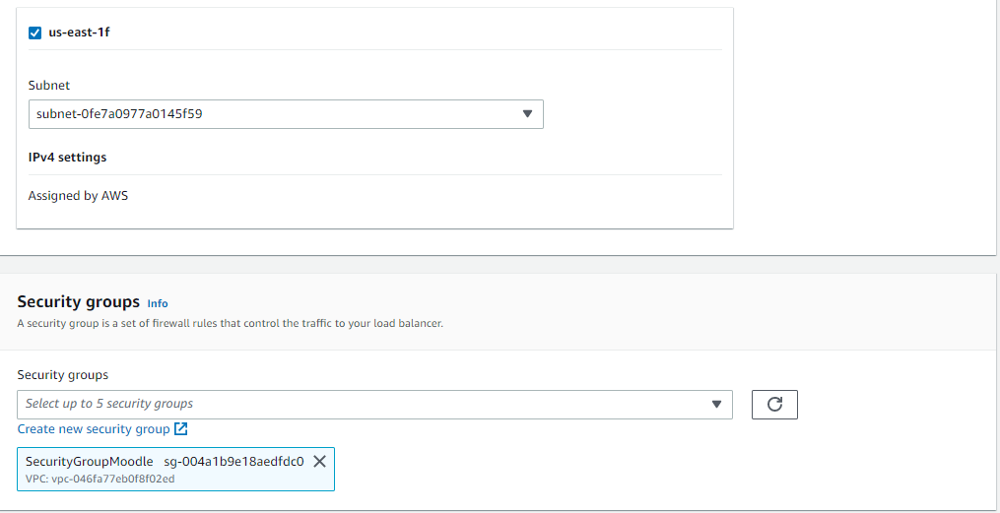 us-east-1f
Subnet
subnet-0fe7a0977a0145f59
IPv4 settings
Assigned by AWS
Security groups Info
A security group is a set of firewall rules that control the traffic to your load balancer.
Security groups
Select up to 5 security groups
Create new security group
SecurityGroupMoodle sg-004a1b9e18aedfdc0
VPC: vpc-046fa77eb0f8f02ed